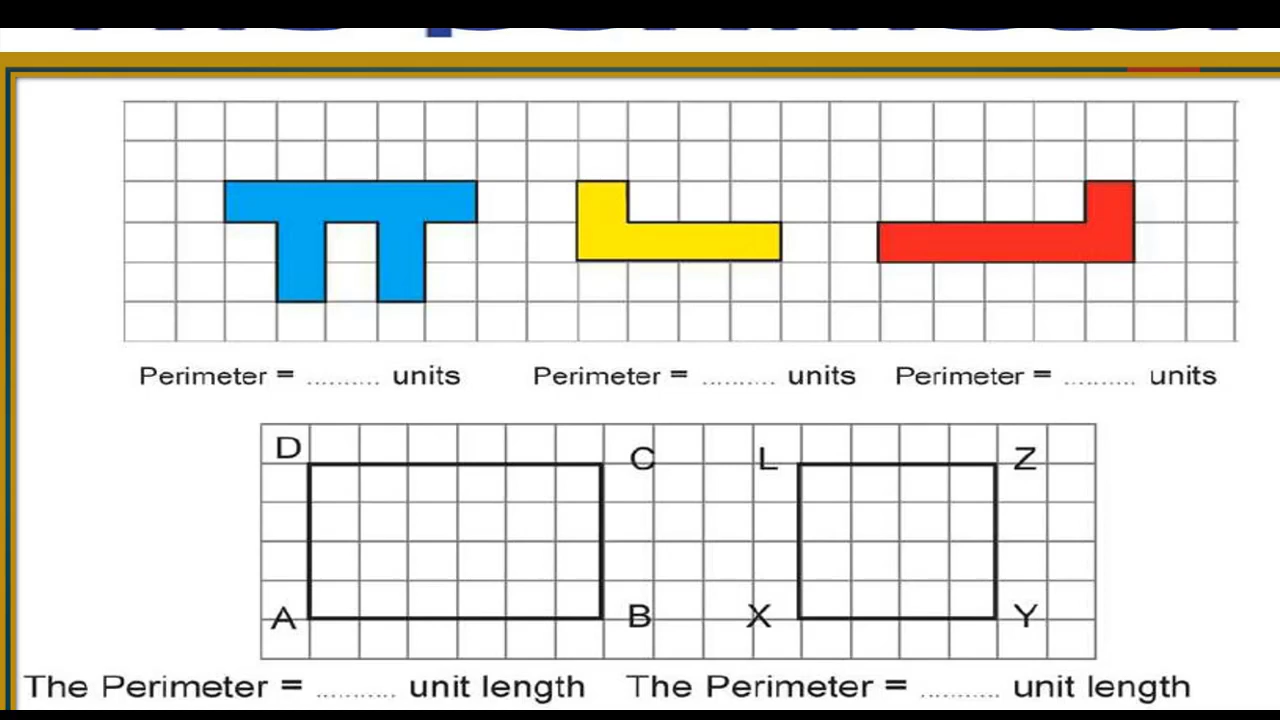 Perimeter = .......... units Perimeter = .......... units Perimeter = .......... units
D C L Z
A B X Y
The Perimeter = .......... unit length The Perimeter = .......... unit length